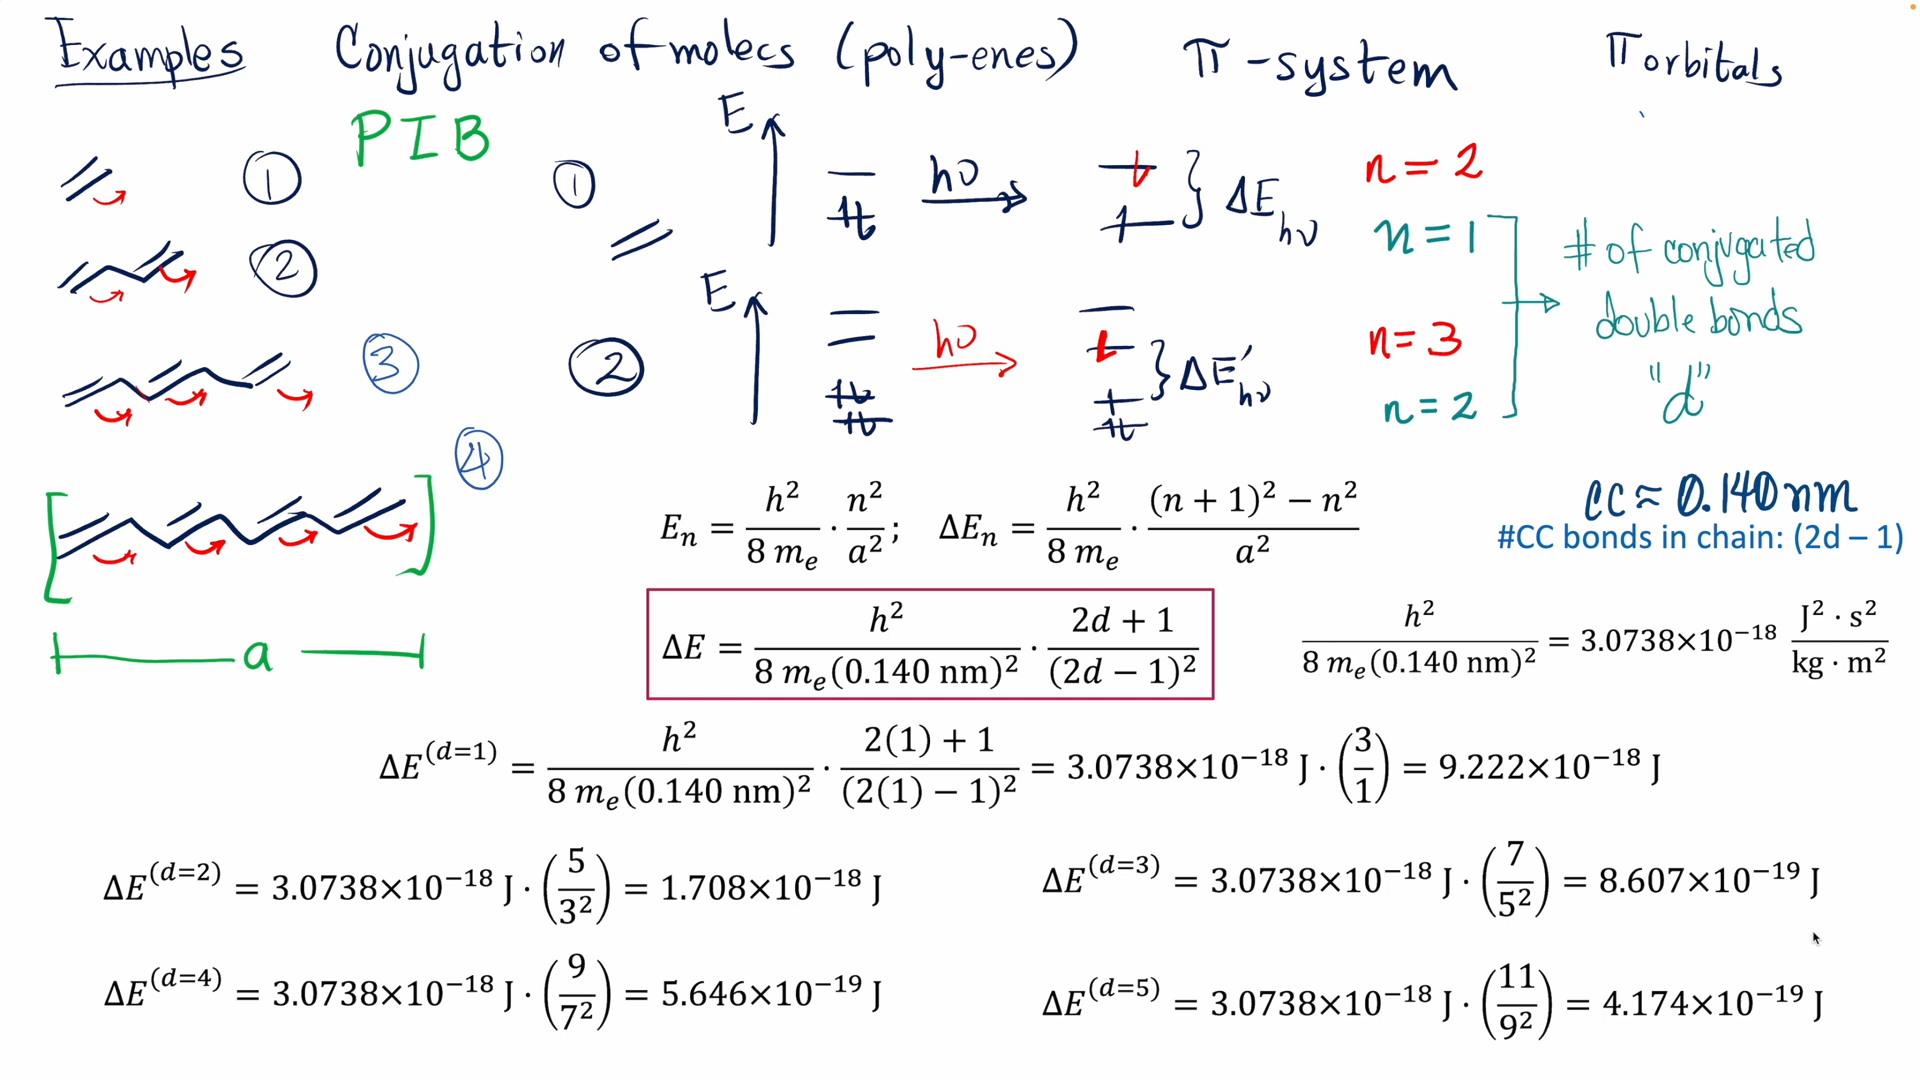 Examples Conjugation of molecs (poly-enes) π-system π orbitals
PIB
① ① E hν ΔE hν n = 2
n = 1
② # of conjugated
double bonds
"d"
③ ② E hν ΔE′hν n = 3
n = 2
④
a
CC ≈ 0.140 nm
#CC bonds in chain: (2d – 1)
E_n = h²/(8 m_e) · n²/a²; ΔE_n = h²/(8 m_e) · ((n + 1)² − n²)/a²
ΔE = h²/(8 m_e(0.140 nm)²) · (2d + 1)/(2d − 1)²
h²/(8 m_e(0.140 nm)²) = 3.0738×10⁻¹⁸ (J² · s²)/(kg · m²)
ΔE^(d=1) = h²/(8 m_e(0.140 nm)²) · (2(1) + 1)/(2(1) − 1)² = 3.0738×10⁻¹⁸ J · (3/1) = 9.222×10⁻¹⁸ J
ΔE^(d=2) = 3.0738×10⁻¹⁸ J · (5/3²) = 1.708×10⁻¹⁸ J
ΔE^(d=3) = 3.0738×10⁻¹⁸ J · (7/5²) = 8.607×10⁻¹⁹ J
ΔE^(d=4) = 3.0738×10⁻¹⁸ J · (9/7²) = 5.646×10⁻¹⁹ J
ΔE^(d=5) = 3.0738×10⁻¹⁸ J · (11/9²) = 4.174×10⁻¹⁹ J